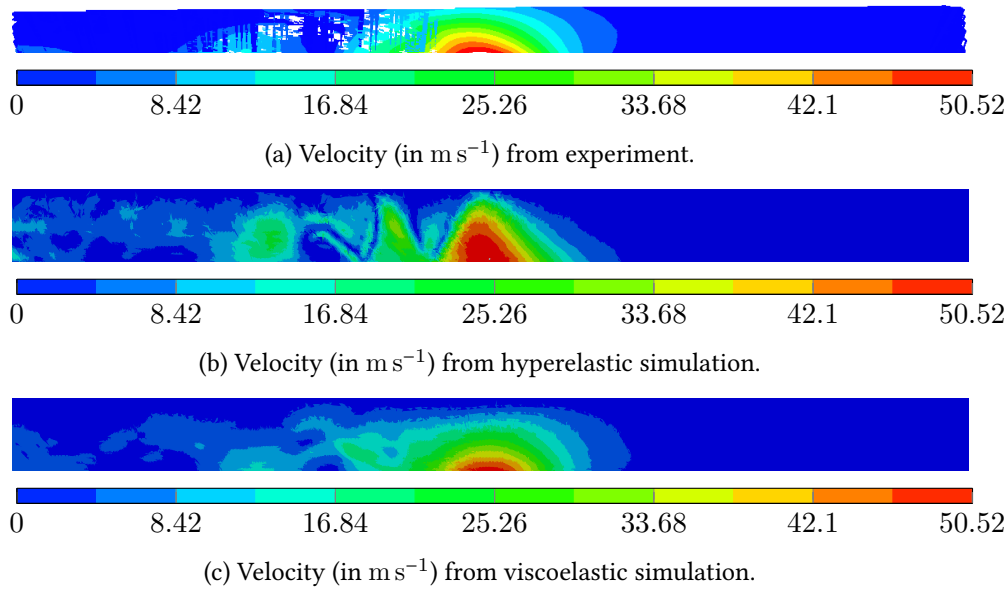 0 8.42 16.84 25.26 33.68 42.1 50.52
(a) Velocity (in m s⁻¹) from experiment.
0 8.42 16.84 25.26 33.68 42.1 50.52
(b) Velocity (in m s⁻¹) from hyperelastic simulation.
0 8.42 16.84 25.26 33.68 42.1 50.52
(c) Velocity (in m s⁻¹) from viscoelastic simulation.